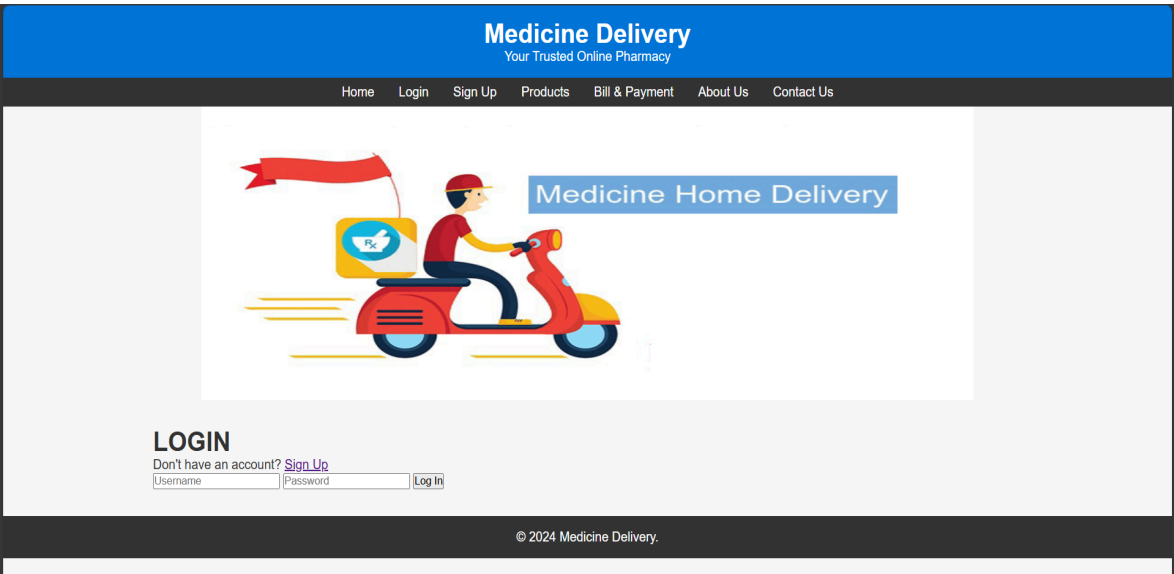 Medicine Delivery
Your Trusted Online Pharmacy
Home Login Sign Up Products Bill & Payment About Us Contact Us
Medicine Home Delivery
Rx
LOGIN
Don't have an account? Sign Up
Username Password Log In
© 2024 Medicine Delivery.